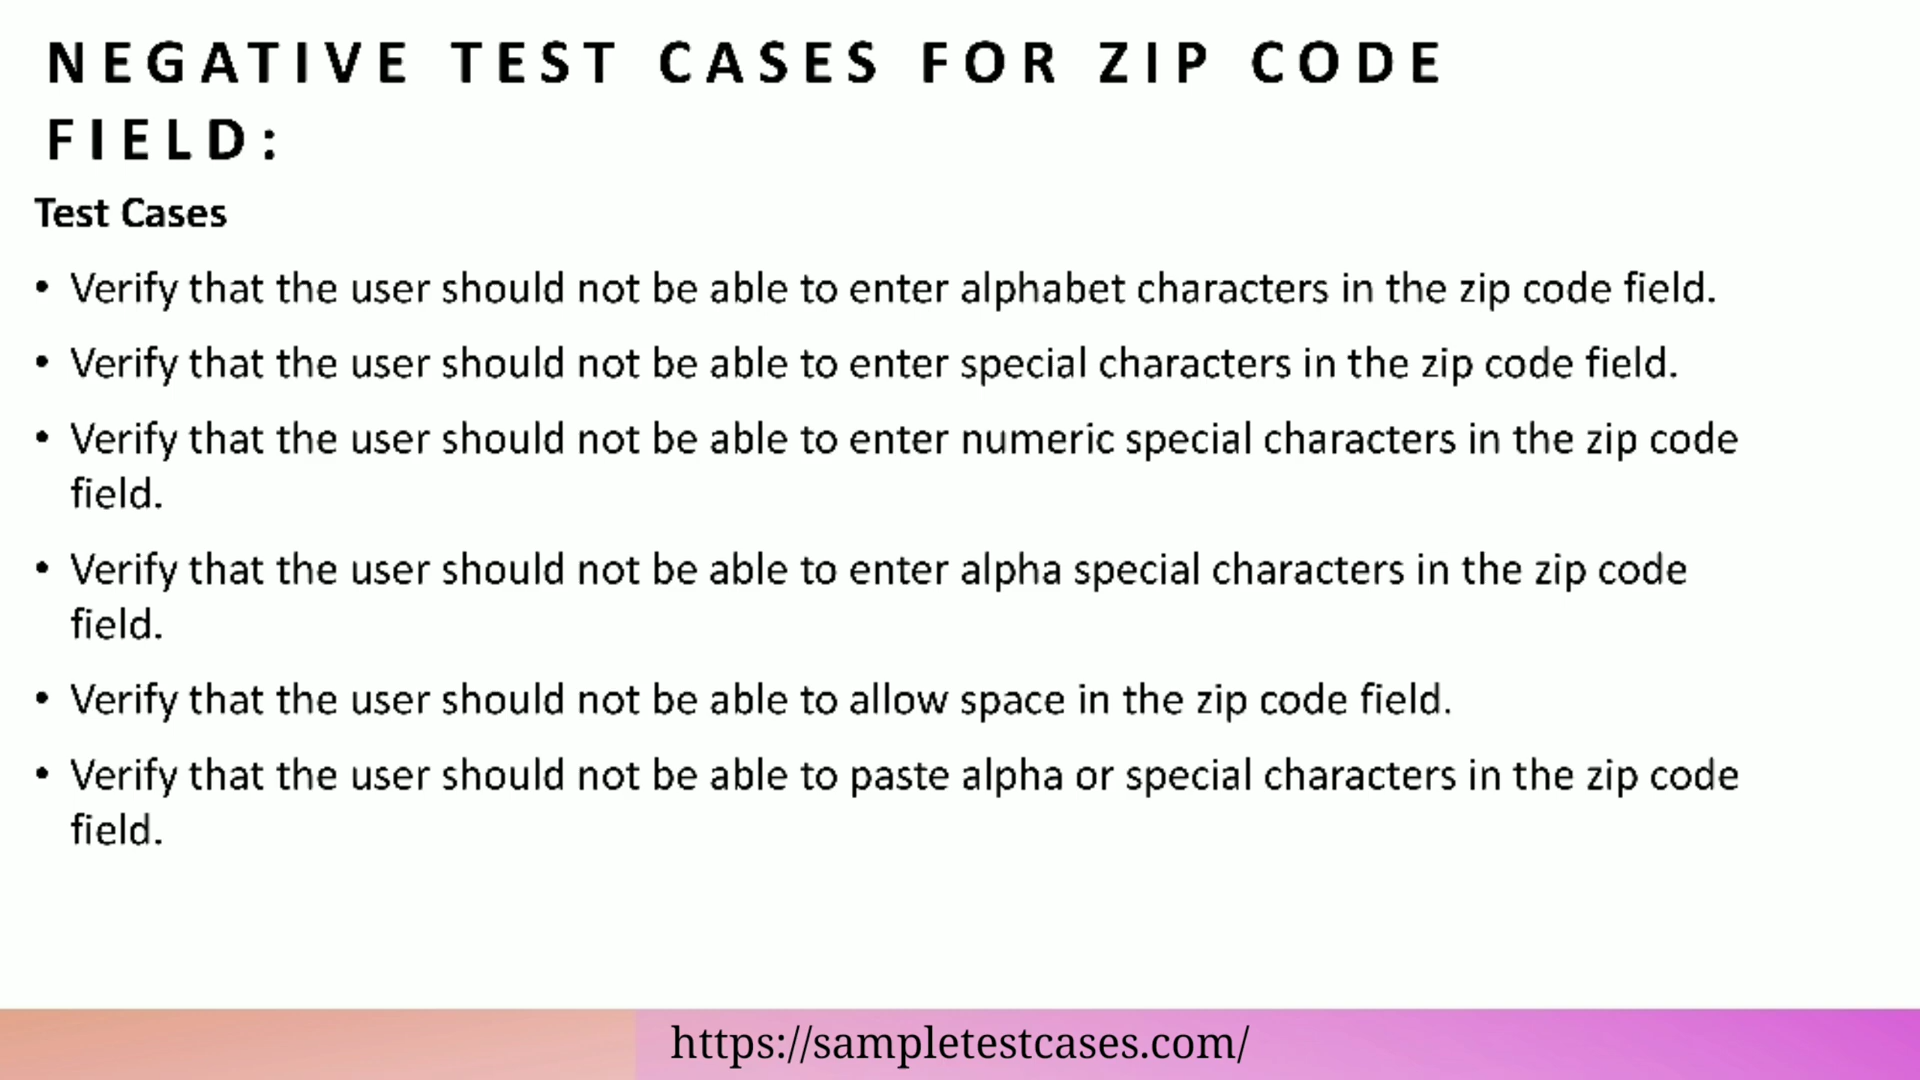 NEGATIVE TEST CASES FOR ZIP CODE
FIELD:
Test Cases
• Verify that the user should not be able to enter alphabet characters in the zip code field.
• Verify that the user should not be able to enter special characters in the zip code field.
• Verify that the user should not be able to enter numeric special characters in the zip code
field.
• Verify that the user should not be able to enter alpha special characters in the zip code
field.
• Verify that the user should not be able to allow space in the zip code field.
• Verify that the user should not be able to paste alpha or special characters in the zip code
field.
https://sampletestcases.com/